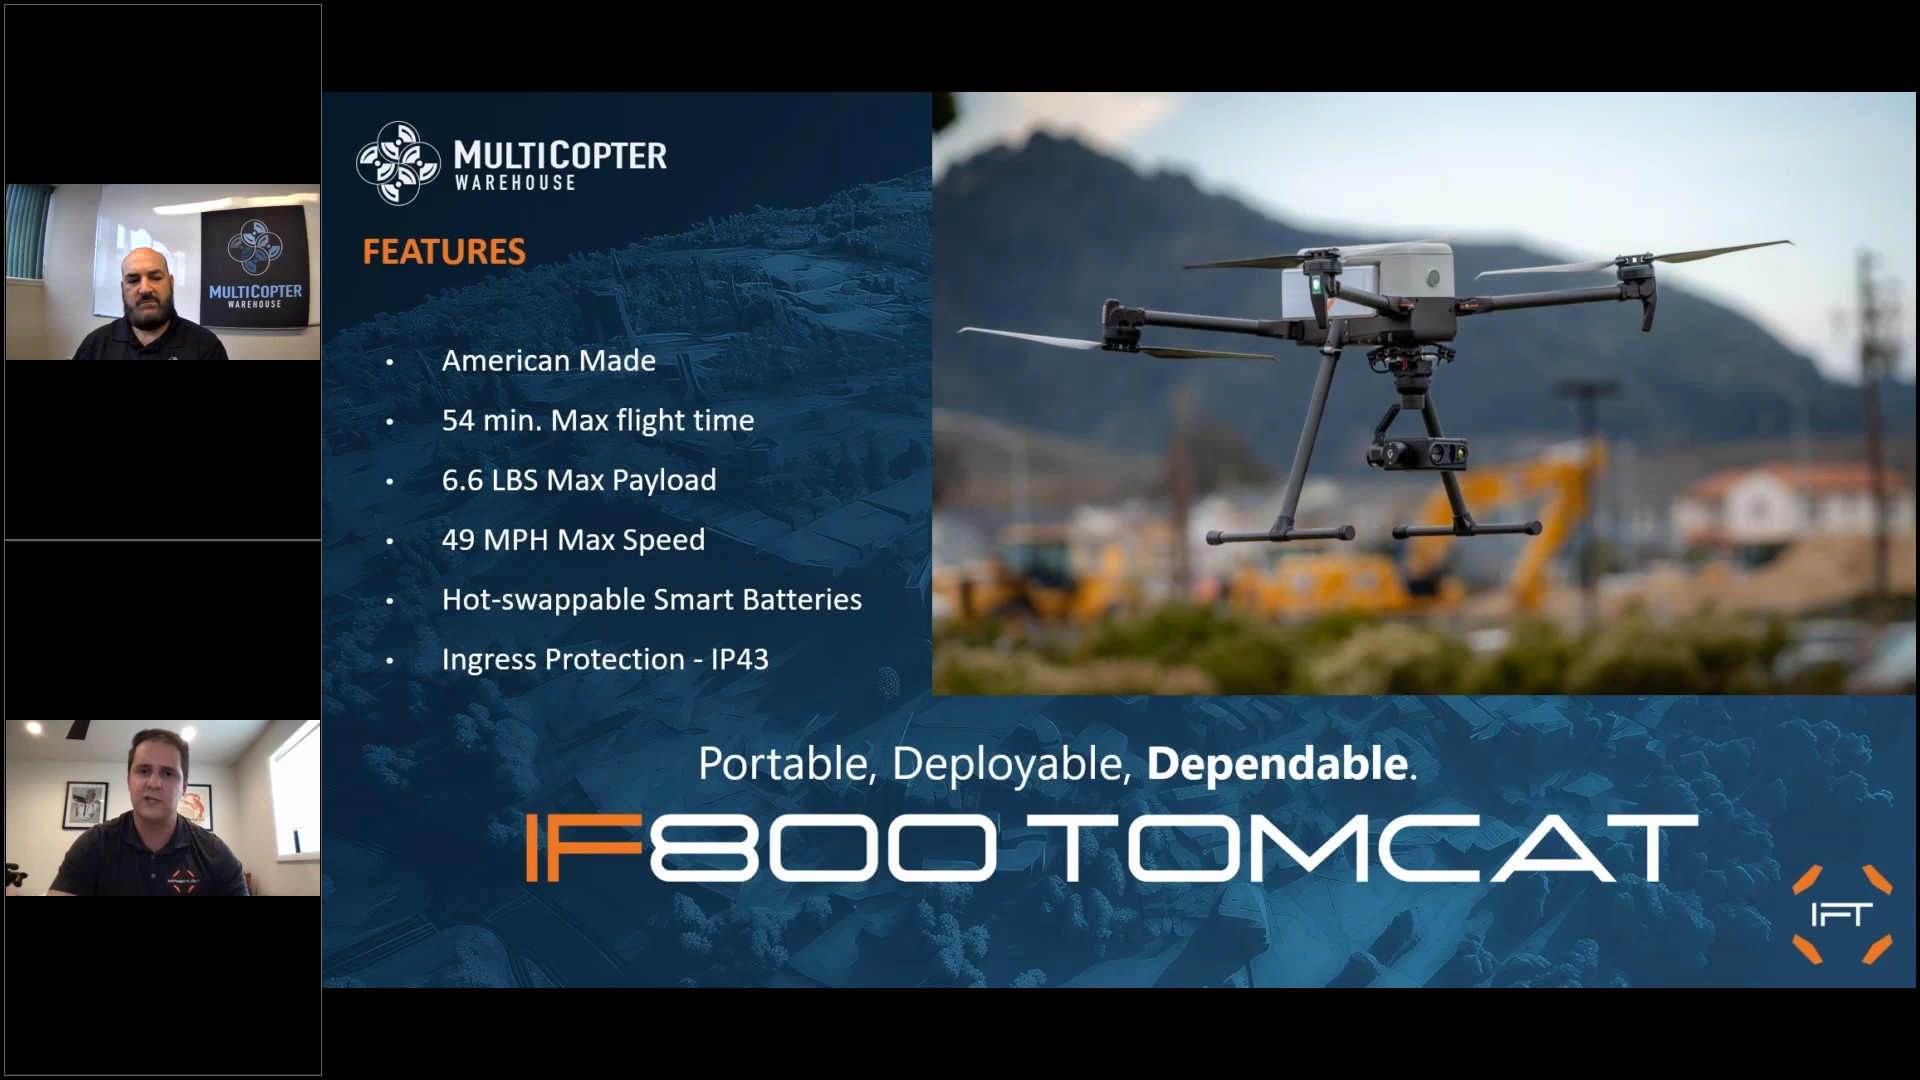 MULTICOPTER
WAREHOUSE
MULTICOPTER
WAREHOUSE
FEATURES
• American Made
• 54 min. Max flight time
• 6.6 LBS Max Payload
• 49 MPH Max Speed
• Hot-swappable Smart Batteries
• Ingress Protection - IP43
Portable, Deployable, Dependable.
IF800 TOMCAT
IFT